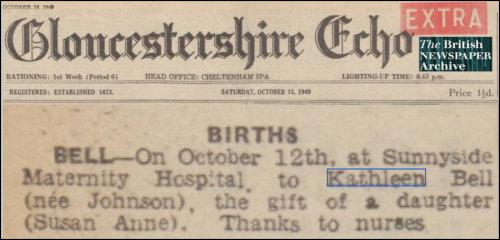 OCTOBER 19, 1949
EXTRA
Gloucestershire Echo
The British
NEWSPAPER
Archive
RATIONING: 1st Week (Period 6) HEAD OFFICE: CHELTENHAM SPA LIGHTING-UP TIME: 6.45 p.m.
REGISTERED: ESTABLISHED 1873. SATURDAY, OCTOBER 15, 1949 Price 1½d.
BIRTHS
BELL—On October 12th, at Sunnyside
Maternity Hospital, to Kathleen Bell
(née Johnson), the gift of a daughter
(Susan Anne). Thanks to nurses